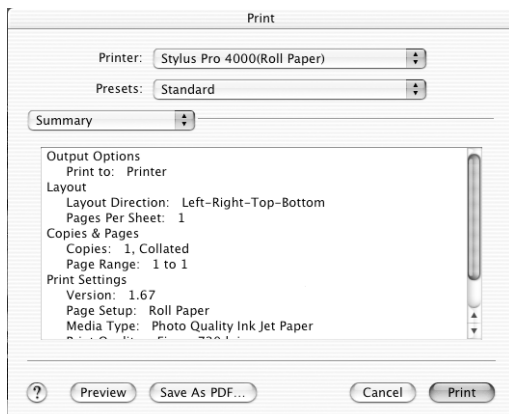 Print
Printer: Stylus Pro 4000(Roll Paper)
Presets: Standard
Summary
Output Options
Print to: Printer
Layout
Layout Direction: Left-Right-Top-Bottom
Pages Per Sheet: 1
Copies & Pages
Copies: 1, Collated
Page Range: 1 to 1
Print Settings
Version: 1.67
Page Setup: Roll Paper
Media Type: Photo Quality Ink Jet Paper
? Preview Save As PDF... Cancel Print